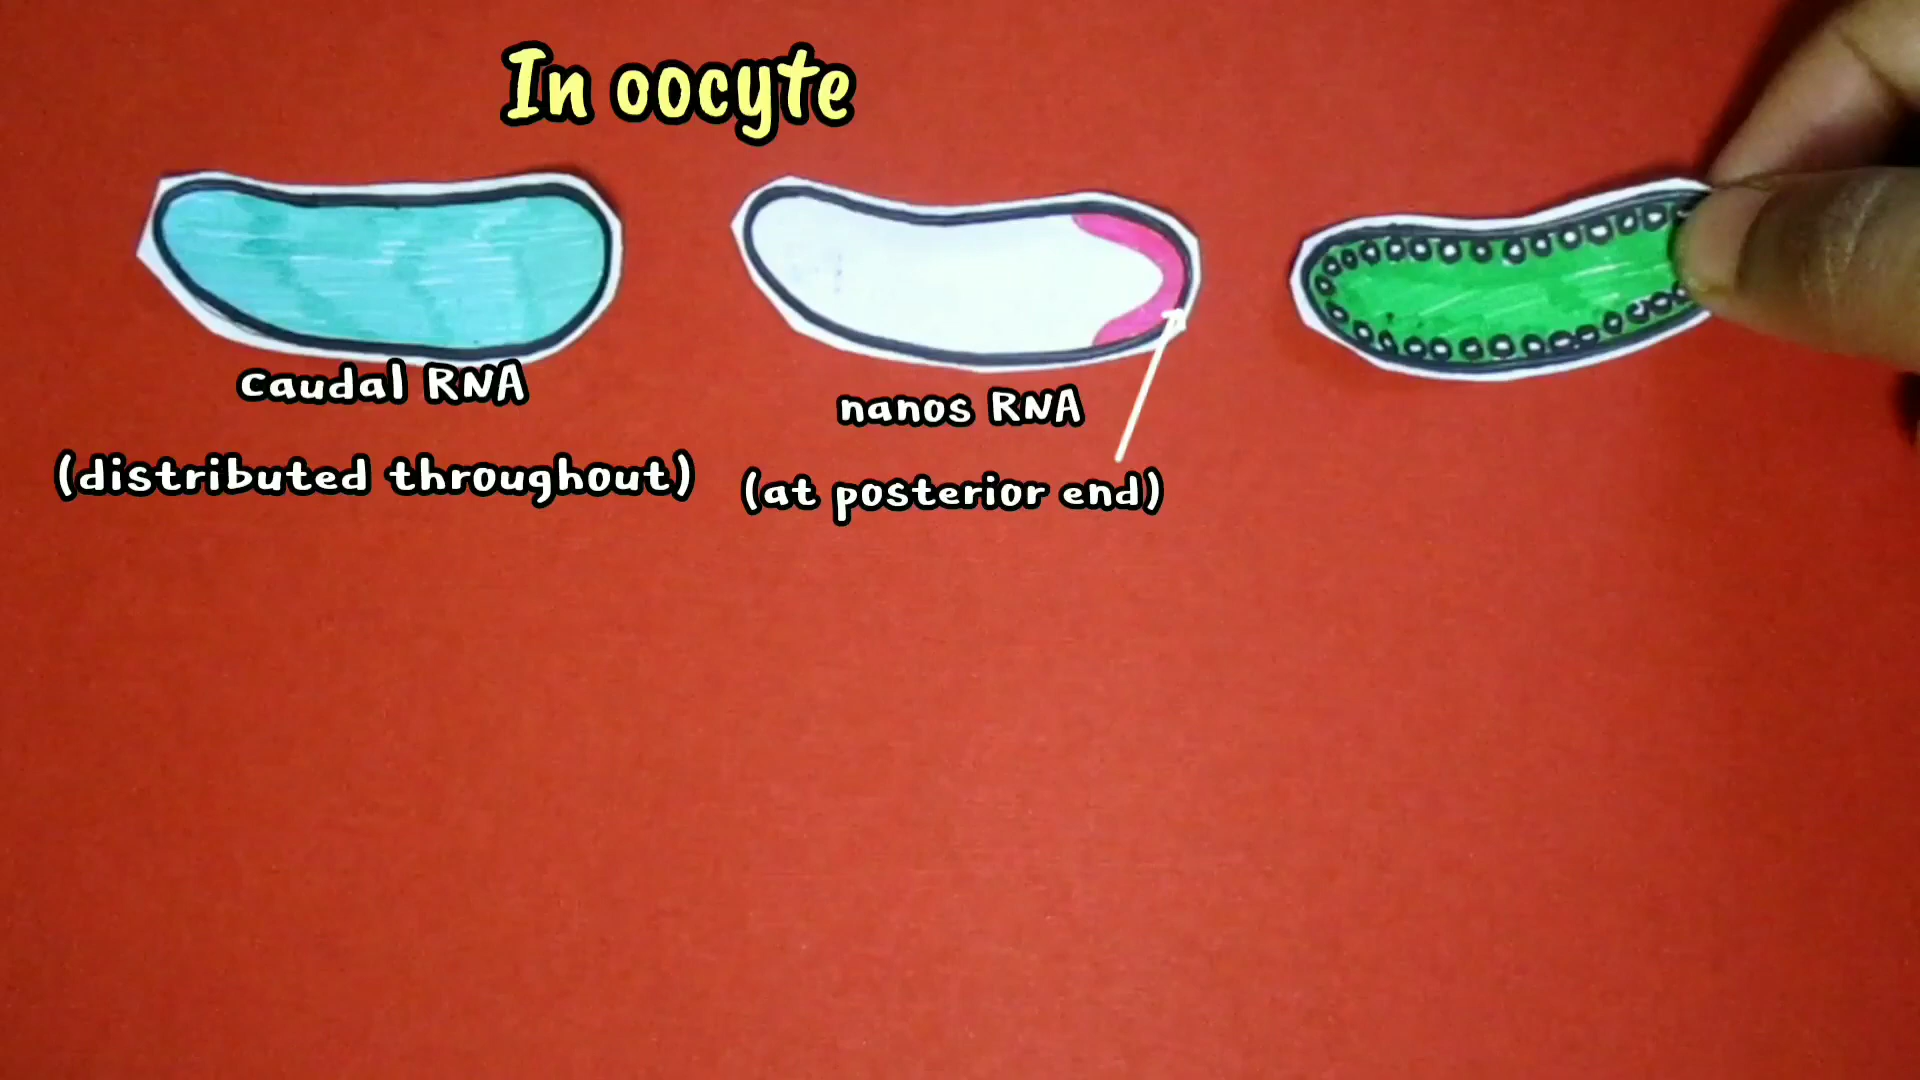 In oocyte
caudal RNA
(distributed throughout)
nanos RNA
(at posterior end)